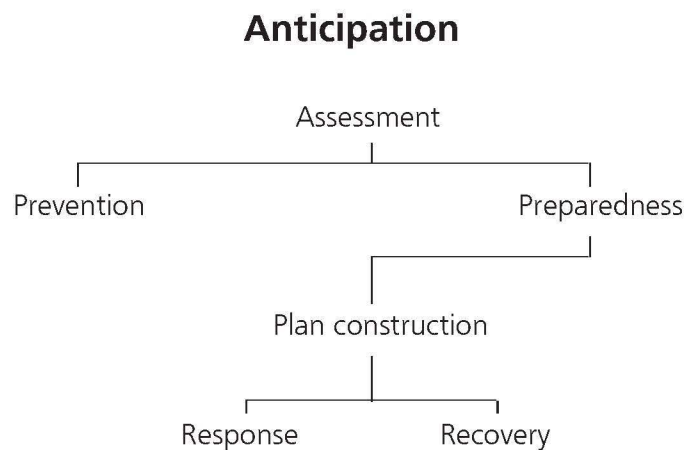 Anticipation
Assessment
Prevention
Preparedness
Plan construction
Response
Recovery